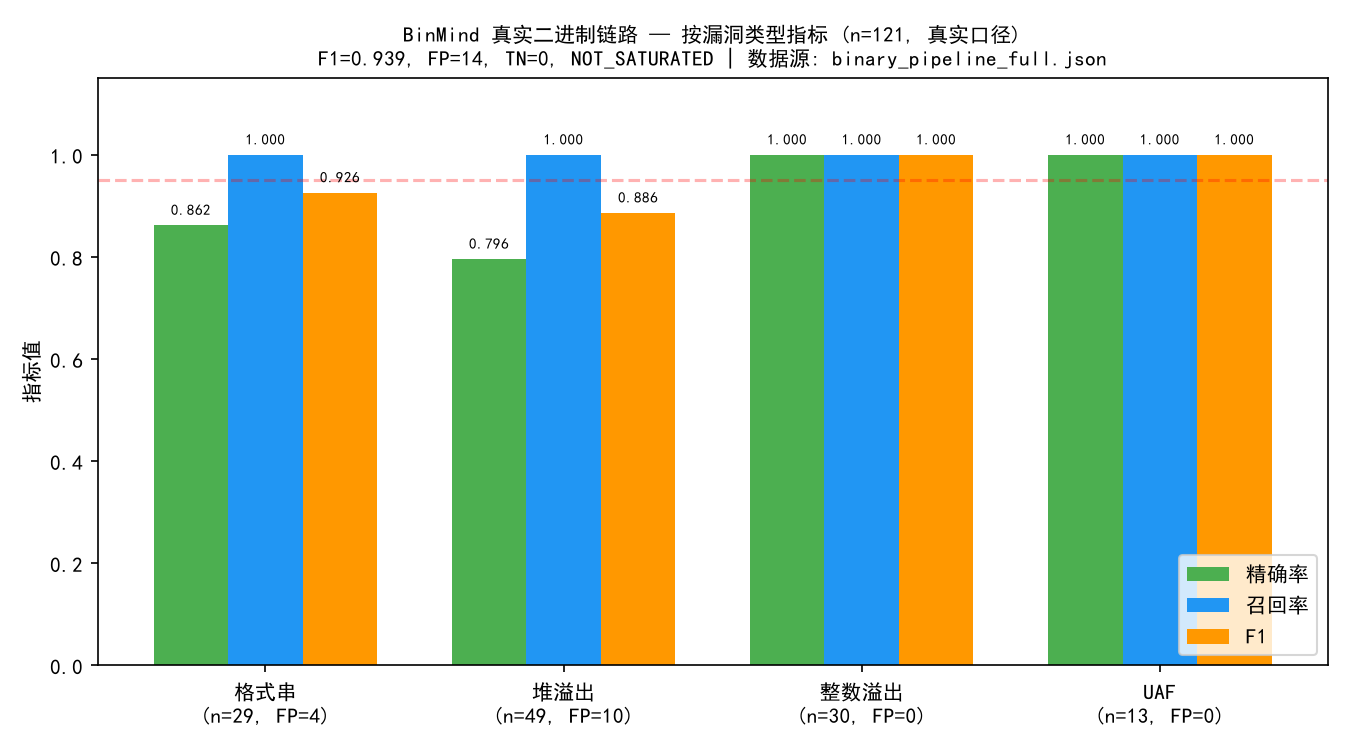 BinMind 真实二进制链路 — 按漏洞类型指标 (n=121, 真实口径)
F1=0.939, FP=14, TN=0, NOT_SATURATED | 数据源: binary_pipeline_full.json
指标值
1.0
0.8
0.6
0.4
0.2
0.0
0.862
1.000
0.926
0.796
1.000
0.886
1.000
1.000
1.000
1.000
1.000
1.000
精确率
召回率
F1
格式串
(n=29, FP=4)
堆溢出
(n=49, FP=10)
整数溢出
(n=30, FP=0)
UAF
(n=13, FP=0)